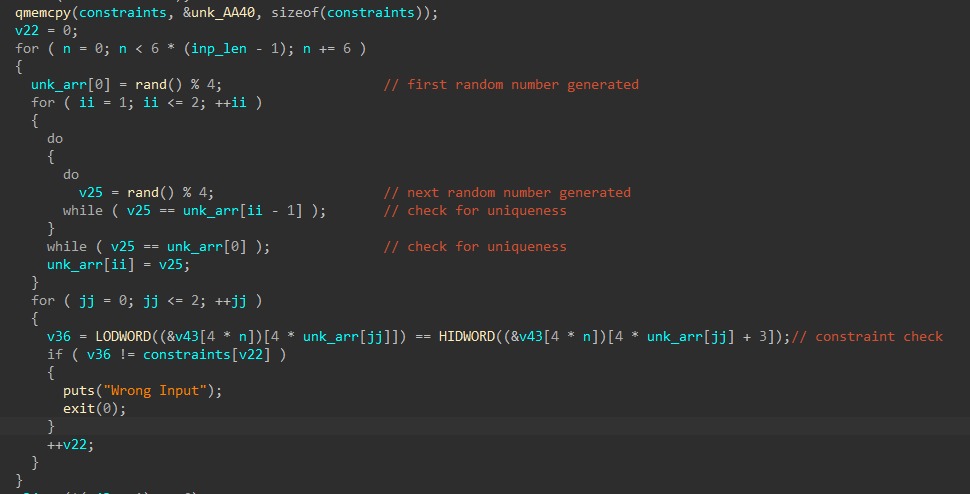 qmemcpy(constraints, &unk_AA40, sizeof(constraints));
v22 = 0;
for ( n = 0; n < 6 * (inp_len - 1); n += 6 )
{
  unk_arr[0] = rand() % 4;                    // first random number generated
  for ( ii = 1; ii <= 2; ++ii )
  {
    do
    {
      do
        v25 = rand() % 4;                     // next random number generated
      while ( v25 == unk_arr[ii - 1] );       // check for uniqueness
    }
    while ( v25 == unk_arr[0] );              // check for uniqueness
    unk_arr[ii] = v25;
  }
  for ( jj = 0; jj <= 2; ++jj )
  {
    v36 = LODWORD((&v43[4 * n])[4 * unk_arr[jj]]) == HIDWORD((&v43[4 * n])[4 * unk_arr[jj] + 3]);// constraint check
    if ( v36 != constraints[v22] )
    {
      puts("Wrong Input");
      exit(0);
    }
    ++v22;
  }
}